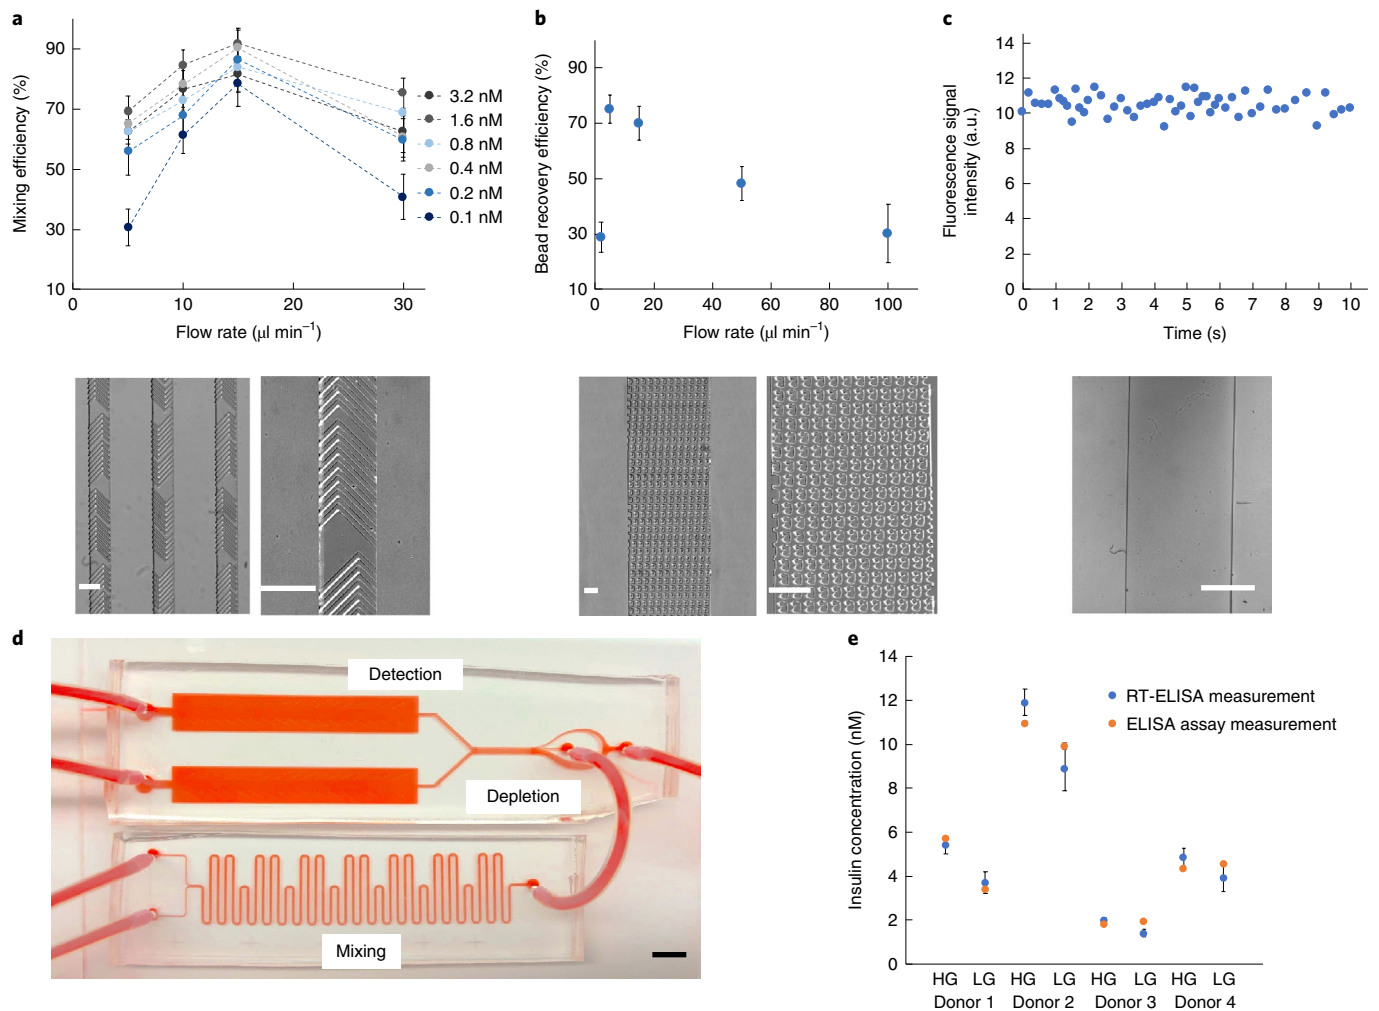 a
Mixing efficiency (%)
90
70
50
30
10
0
10
20
30
Flow rate (μl min⁻¹)
3.2 nM
1.6 nM
0.8 nM
0.4 nM
0.2 nM
0.1 nM
b
Bead recovery efficiency (%)
90
70
50
30
10
0
20
40
60
80
100
Flow rate (μl min⁻¹)
c
Fluorescence signal
intensity (a.u.)
14
12
10
8
6
4
2
0
0 1 2 3 4 5 6 7 8 9 10
Time (s)
d
Detection
Depletion
Mixing
e
Insulin concentration (nM)
14
12
10
8
6
4
2
0
RT-ELISA measurement
ELISA assay measurement
HG LG HG LG HG LG HG LG
Donor 1 Donor 2 Donor 3 Donor 4